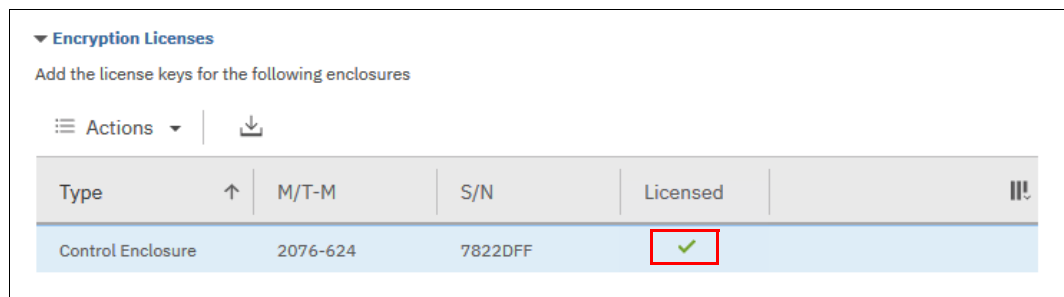 Encryption Licenses
Add the license keys for the following enclosures
Actions
Type M/T-M S/N Licensed
Control Enclosure 2076-624 7822DFF